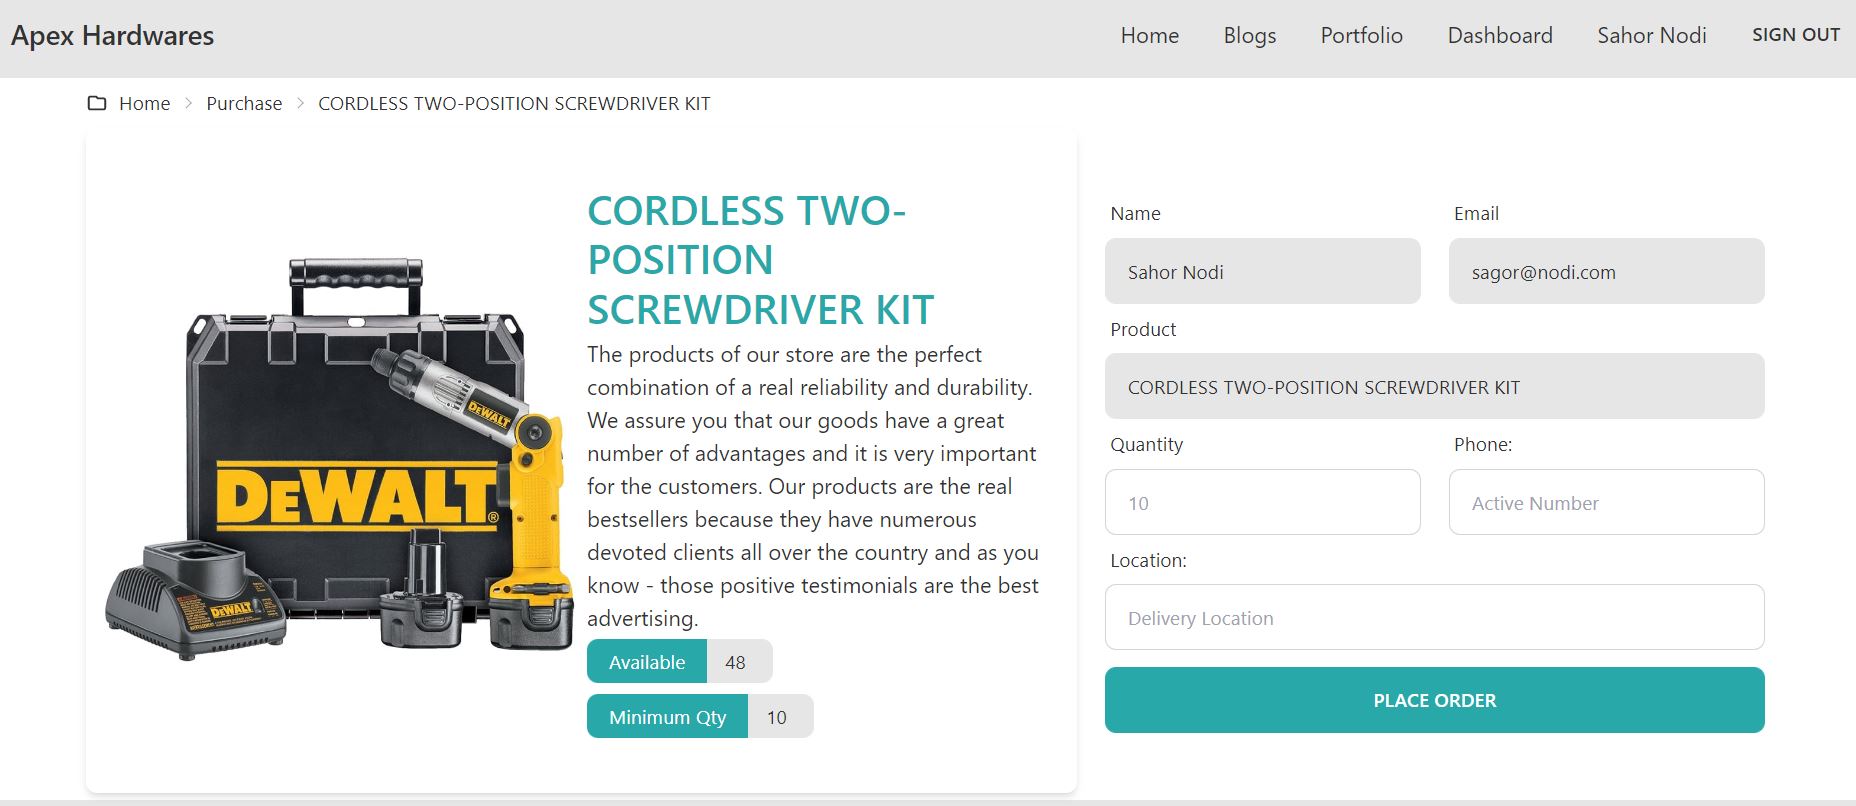 Apex Hardwares
Home Blogs Portfolio Dashboard Sahor Nodi SIGN OUT
Home > Purchase > CORDLESS TWO-POSITION SCREWDRIVER KIT
DEWALT®
DEWALT
DEWALT
CORDLESS TWO-
POSITION
SCREWDRIVER KIT
The products of our store are the perfect
combination of a real reliability and durability.
We assure you that our goods have a great
number of advantages and it is very important
for the customers. Our products are the real
bestsellers because they have numerous
devoted clients all over the country and as you
know - those positive testimonials are the best
advertising.
Available 48
Minimum Qty 10
Name Email
Sahor Nodi sagor@nodi.com
Product
CORDLESS TWO-POSITION SCREWDRIVER KIT
Quantity Phone:
10 Active Number
Location:
Delivery Location
PLACE ORDER